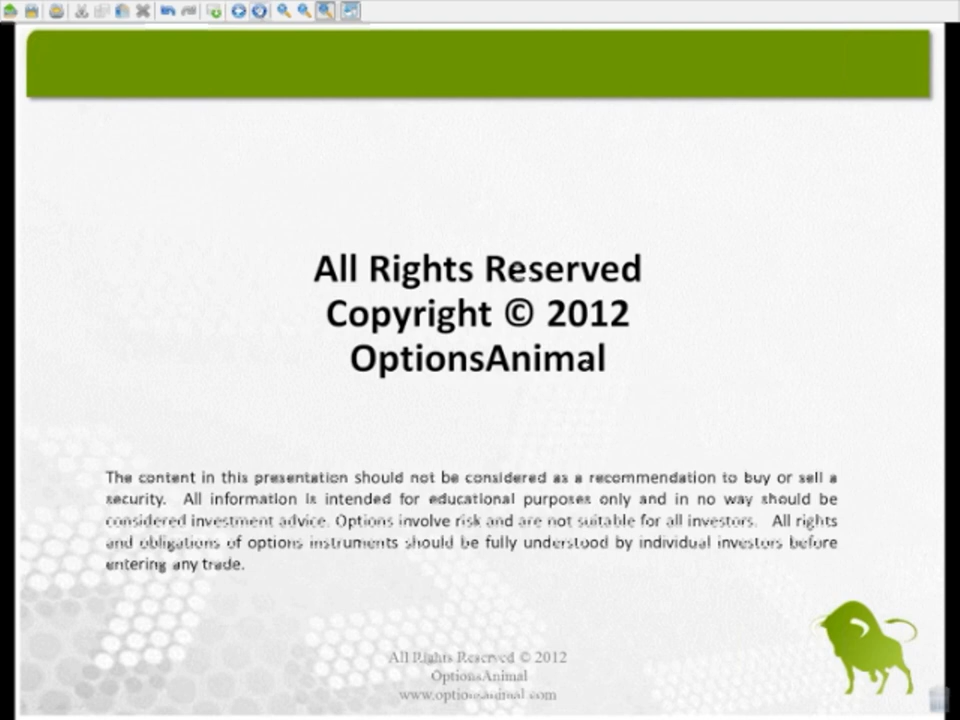 All Rights Reserved
Copyright © 2012
OptionsAnimal
The content in this presentation should not be considered as a recommendation to buy or sell a
security. All information is intended for educational purposes only and in no way should be
considered investment advice. Options involve risk and are not suitable for all investors. All rights
and obligations of options instruments should be fully understood by individual investors before
entering any trade.
All Rights Reserved © 2012
OptionsAnimal
www.optionsanimal.com